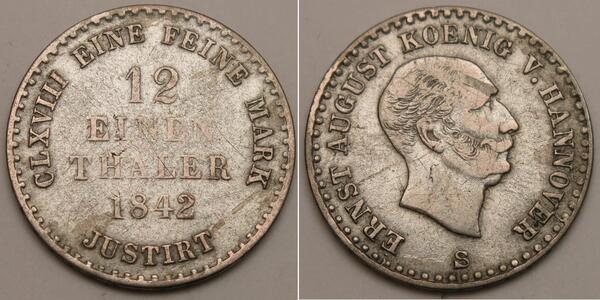 CLXVIII EINE FEINE MARK
12
EINEN
THALER
1842
JUSTIRT
ERNST AUGUST KOENIG V. HANNOVER
S